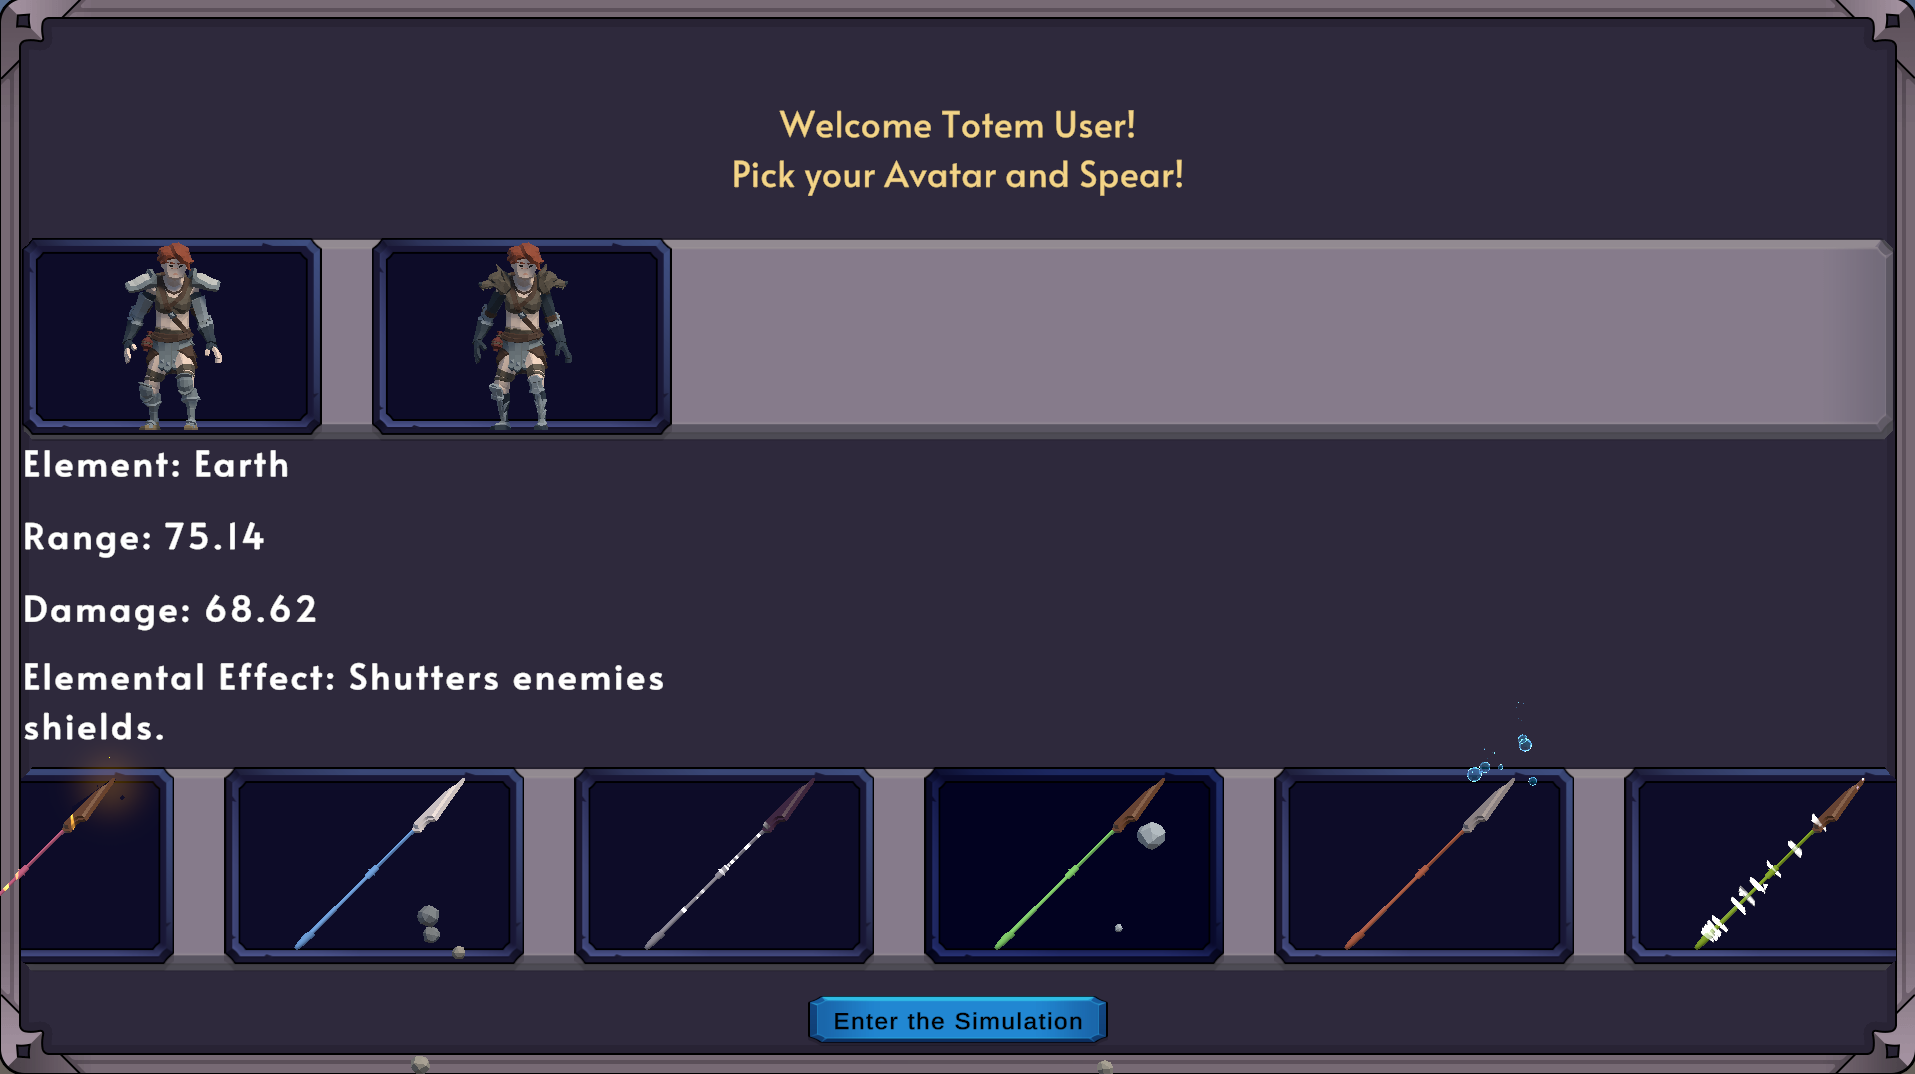 Welcome Totem User!
Pick your Avatar and Spear!
Element: Earth
Range: 75.14
Damage: 68.62
Elemental Effect: Shutters enemies
shields.
Enter the Simulation